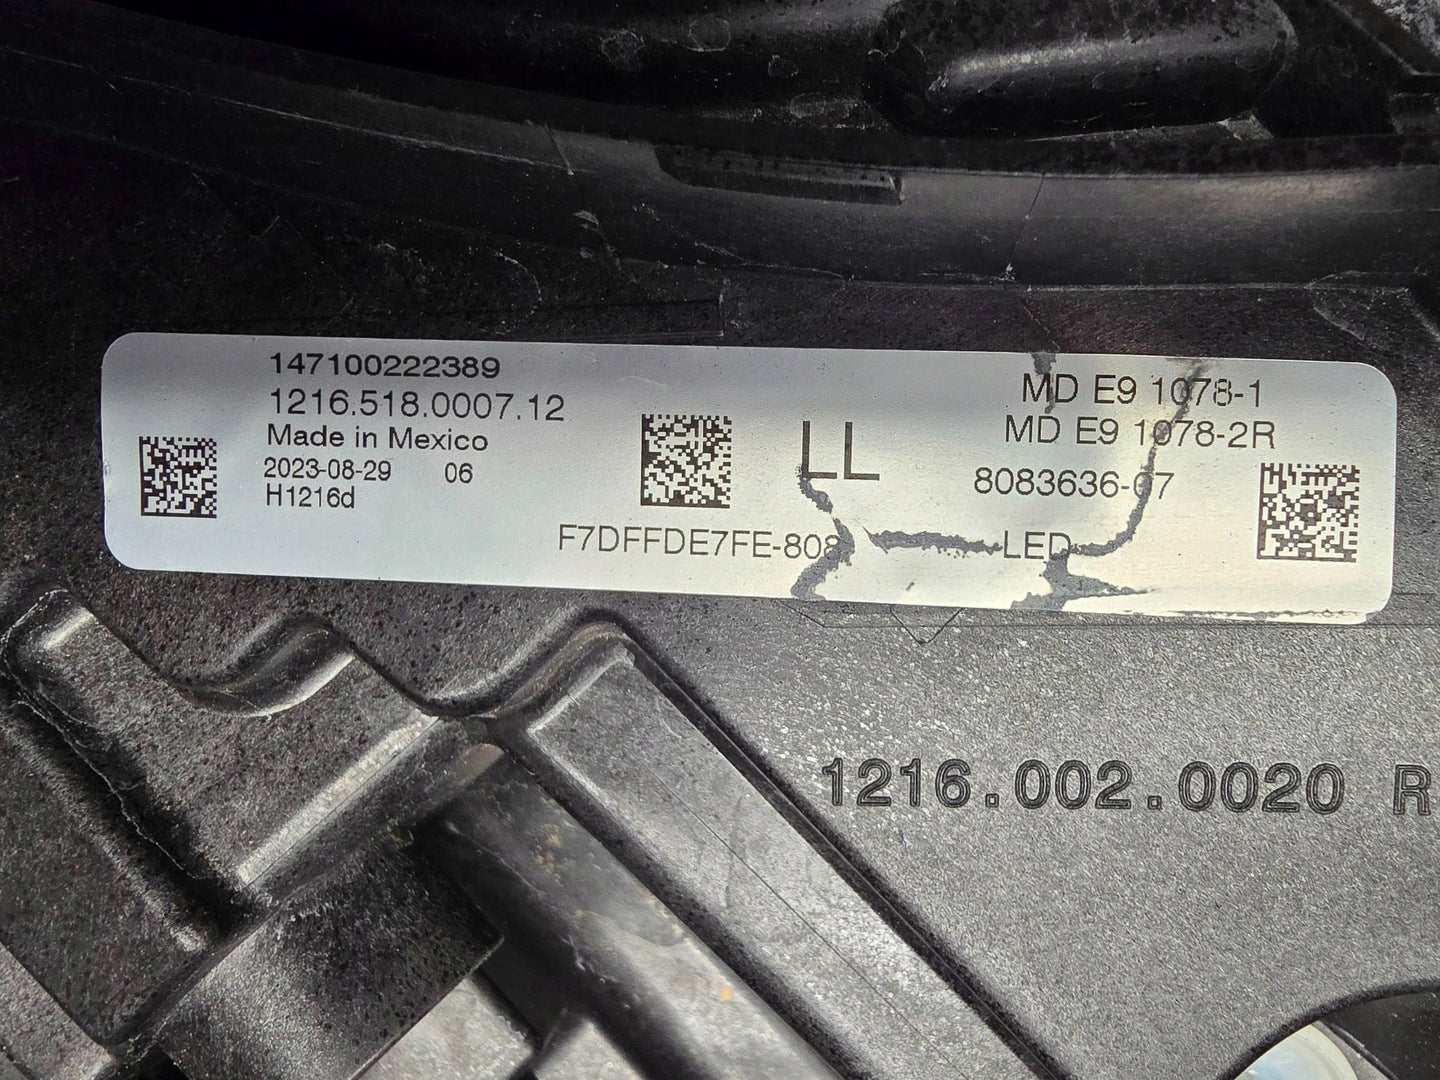 147100222389
1216.518.0007.12
Made in Mexico
2023-08-29 06
H1216d
LL
MD E9 1078-1
MD E9 1078-2R
8083636-07
F7DFFDE7FE-808
LED
1216.002.0020 R